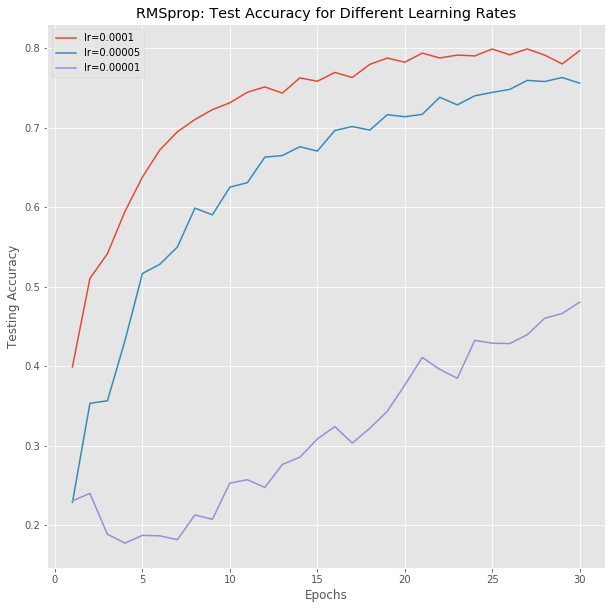 RMSprop: Test Accuracy for Different Learning Rates
lr=0.0001
lr=0.00005
lr=0.00001
Testing Accuracy
0.8
0.7
0.6
0.5
0.4
0.3
0.2
0 5 10 15 20 25 30
Epochs